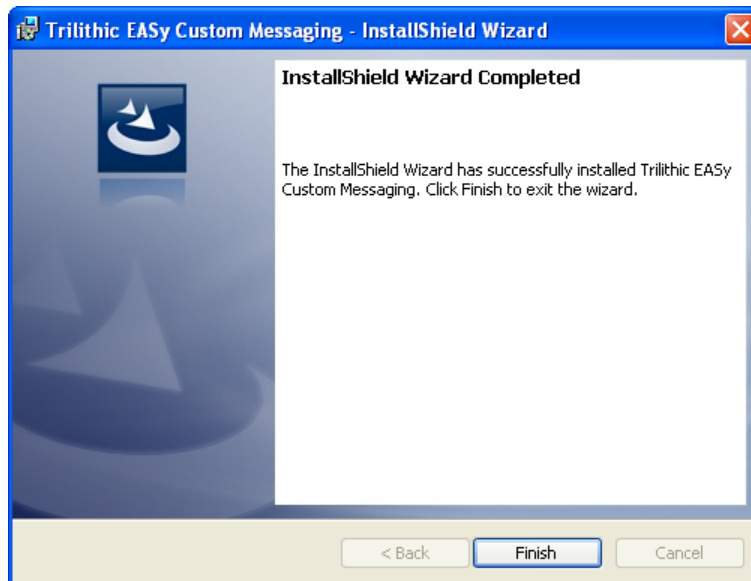 Trilithic EASy Custom Messaging - InstallShield Wizard
InstallShield Wizard Completed
The InstallShield Wizard has successfully installed Trilithic EASy
Custom Messaging. Click Finish to exit the wizard.
< Back
Finish
Cancel